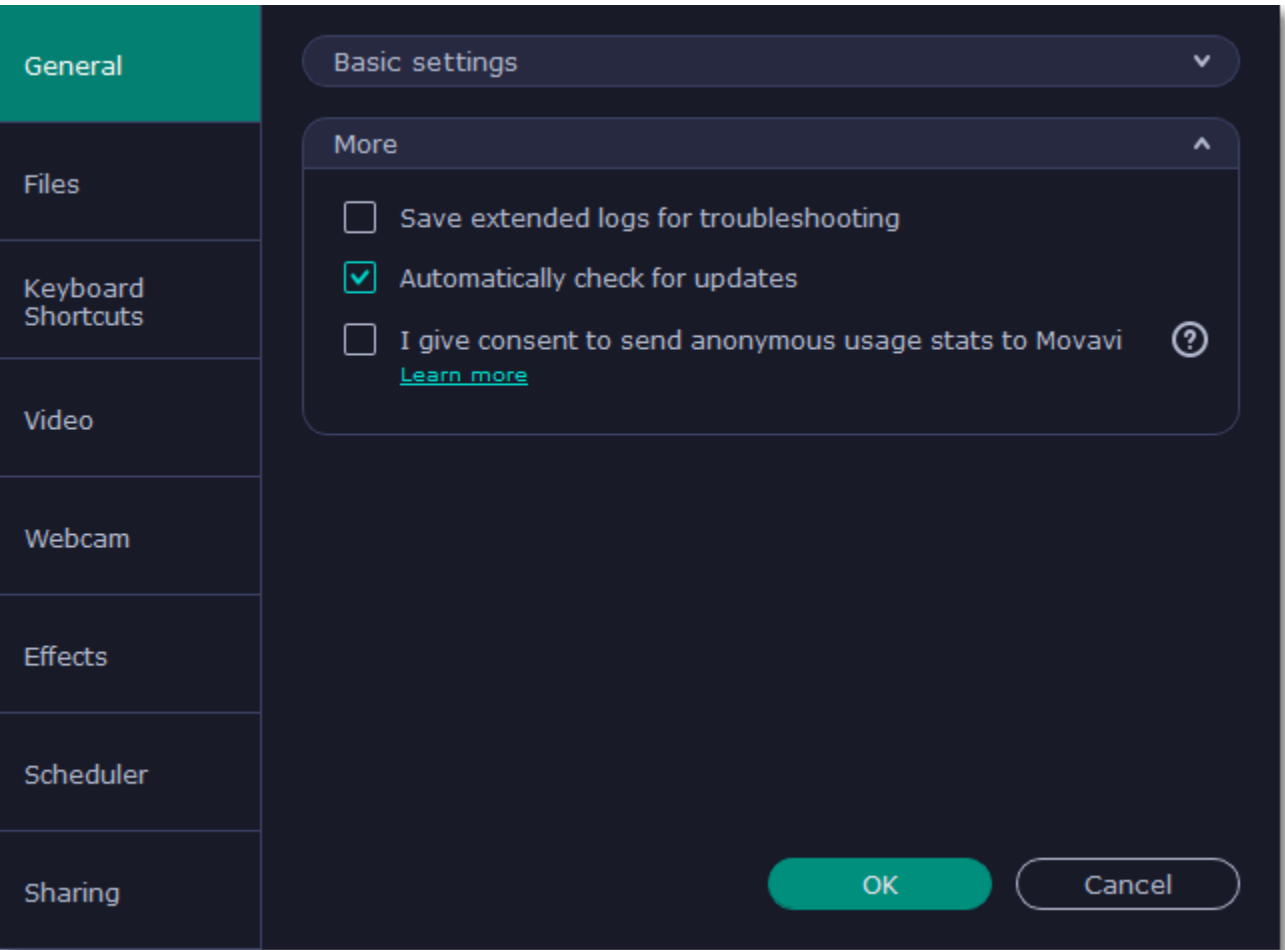 General
Files
Keyboard
Shortcuts
Video
Webcam
Effects
Scheduler
Sharing
Basic settings
More
Save extended logs for troubleshooting
Automatically check for updates
I give consent to send anonymous usage stats to Movavi
Learn more
OK
Cancel